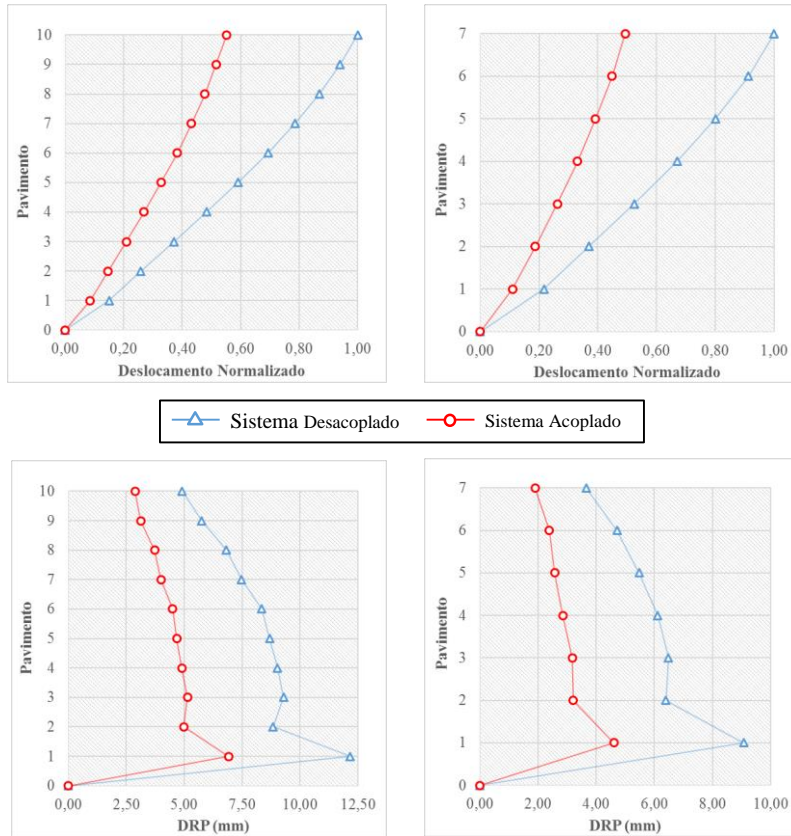 10
9
8
7
6
5
4
3
2
1
0
Pavimento
0,00 0,20 0,40 0,60 0,80 1,00
Deslocamento Normalizado
7
6
5
4
3
2
1
0
Pavimento
0,00 0,20 0,40 0,60 0,80 1,00
Deslocamento Normalizado
Sistema Desacoplado Sistema Acoplado
10
9
8
7
6
5
4
3
2
1
0
Pavimento
0,00 2,50 5,00 7,50 10,00 12,50
DRP (mm)
7
6
5
4
3
2
1
0
Pavimento
0,00 2,00 4,00 6,00 8,00 10,00
DRP (mm)